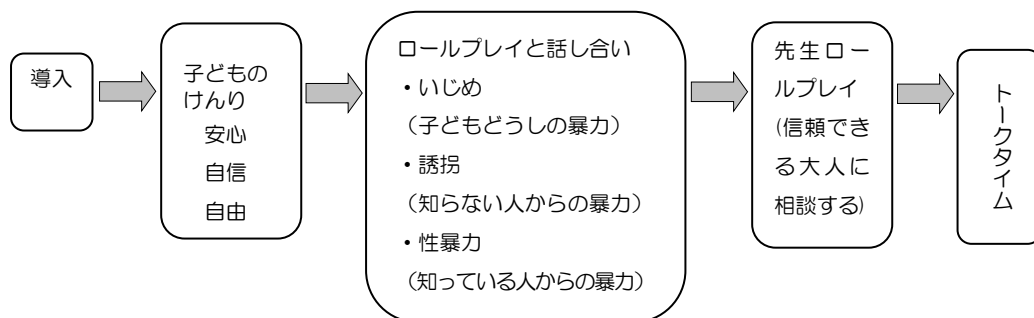 導入
子どもの
けんり
安心
自信
自由
ロールプレイと話し合い
・いじめ
（子どもどうしの暴力）
・誘拐
（知らない人からの暴力）
・性暴力
（知っている人からの暴力）
先生ロー
ルプレイ
(信頼でき
る大人に
相談する)
トークタイム